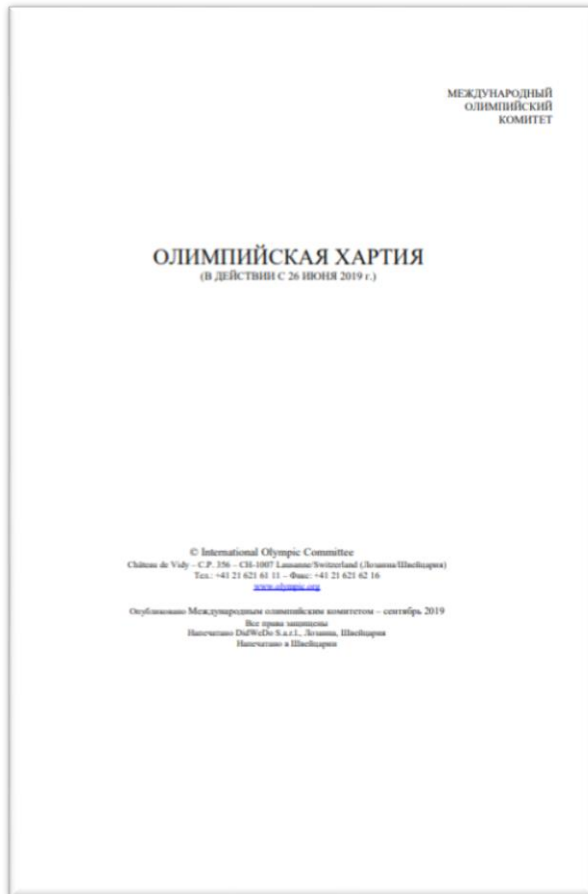 МЕЖДУНАРОДНЫЙ
ОЛИМПИЙСКИЙ
КОМИТЕТ
ОЛИМПИЙСКАЯ ХАРТИЯ
(В ДЕЙСТВИИ С 26 ИЮНЯ 2019 г.)
© International Olympic Committee
Château de Vidy – C.P. 356 – CH-1007 Lausanne/Switzerland (Лозанна/Швейцария)
Тел.: +41 21 621 61 11 – Факс: +41 21 621 62 16
www.olympic.org
Опубликовано Международным олимпийским комитетом – сентябрь 2019
Все права защищены
Напечатано DidWeDo S.a.r.l., Лозанна, Швейцария
Напечатано в Швейцарии